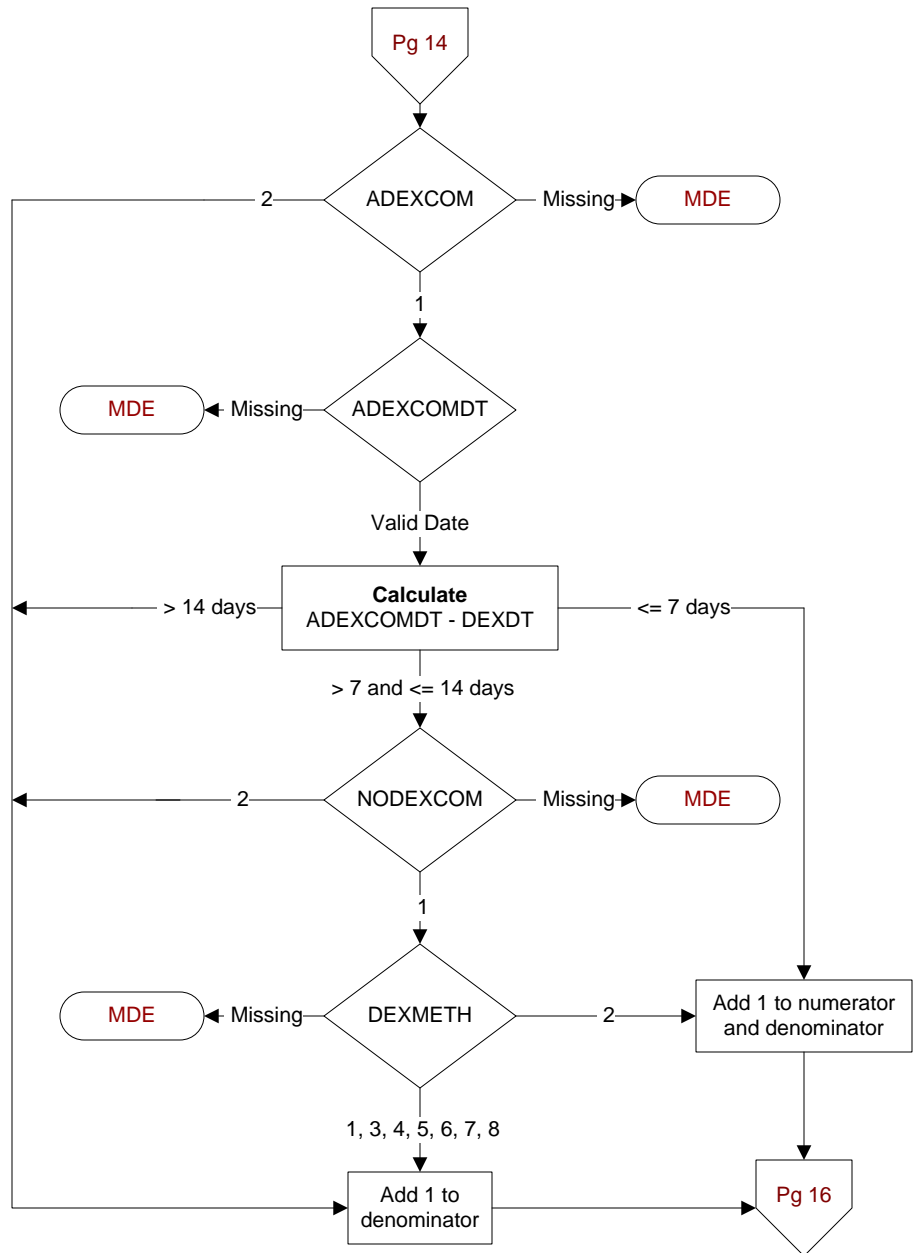 Pg 14
ADEXCOM
2
Missing
MDE
1
ADEXCOMDT
Missing
MDE
Valid Date
Calculate
ADEXCOMDT - DEXDT
> 14 days
<= 7 days
> 7 and <= 14 days
NODEXCOM
2
Missing
MDE
1
DEXMETH
Missing
MDE
2
Add 1 to numerator
and denominator
1, 3, 4, 5, 6, 7, 8
Add 1 to
denominator
Pg 16